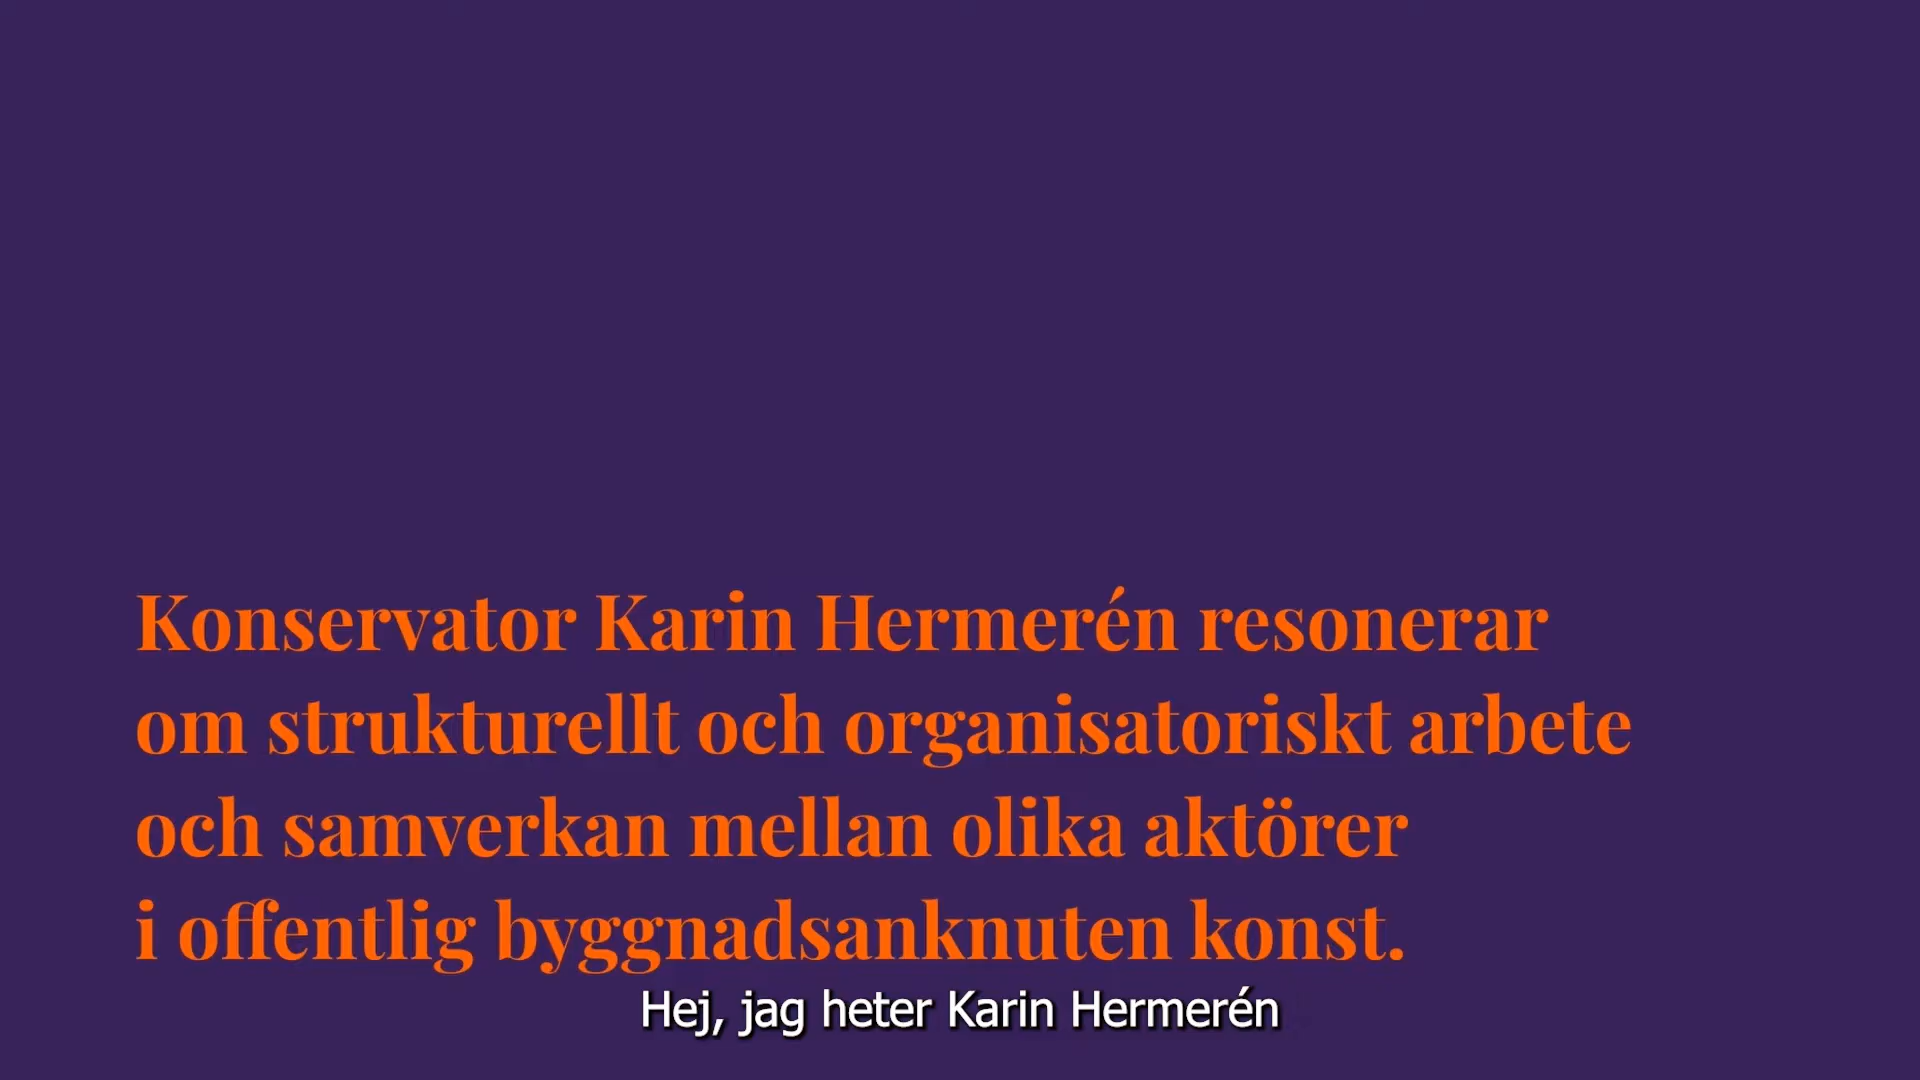 Konservator Karin Hermerén resonerar
om strukturellt och organisatoriskt arbete
och samverkan mellan olika aktörer
i offentlig byggnadsanknuten konst.
Hej, jag heter Karin Hermerén